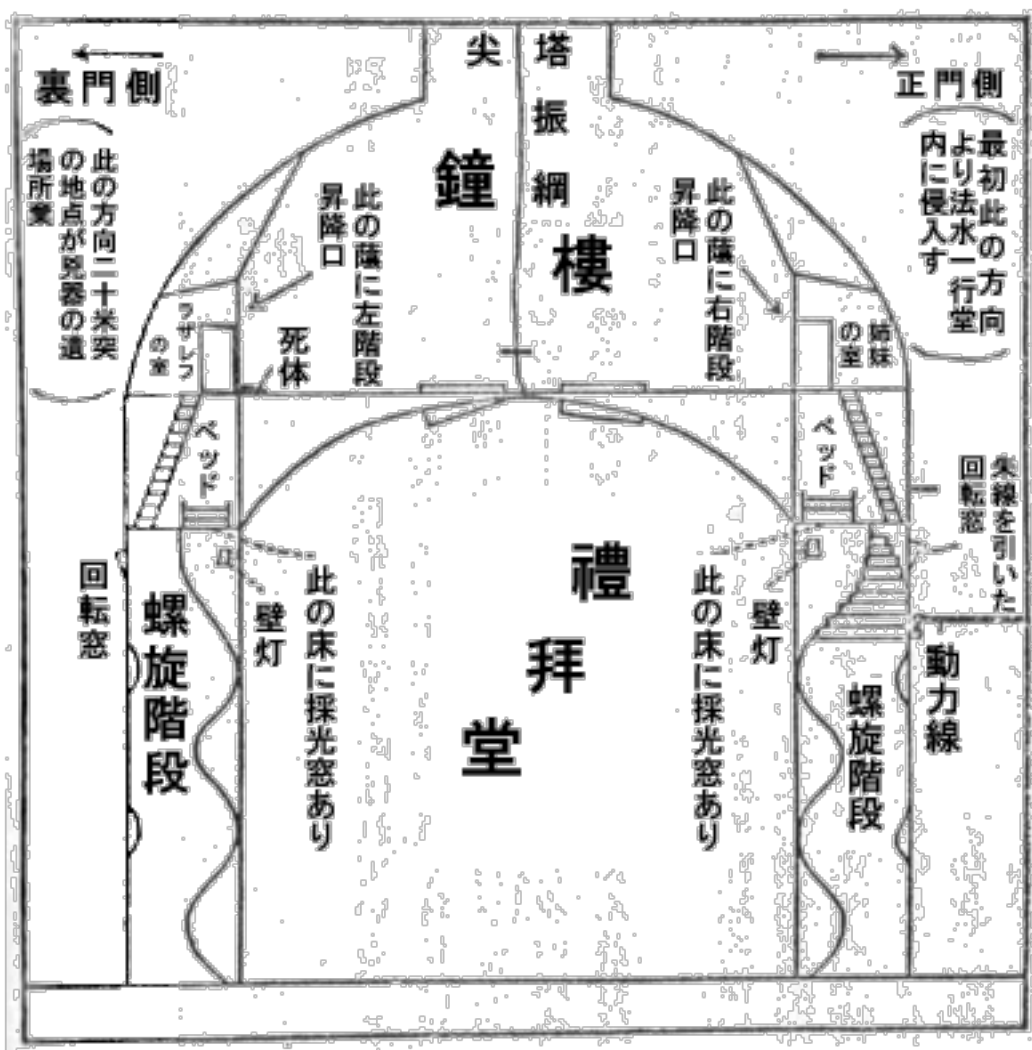 正門側
最初此の方向
より法水一行堂
内に侵入す
尖塔
振綱
鐘樓
裏門側
此の方向二十米突
の地点が兇器の遺
場所業
姉妹
の室
此の蔭に右階段
昇降口
此の蔭に左階段
昇降口
死体
ラザレフ
の室
朱線を引いた
回転窓
ベッド
ベッド
動力線
螺旋階段
壁灯
此の床に採光窓あり
禮拝堂
此の床に採光窓あり
壁灯
螺旋階段
回転窓